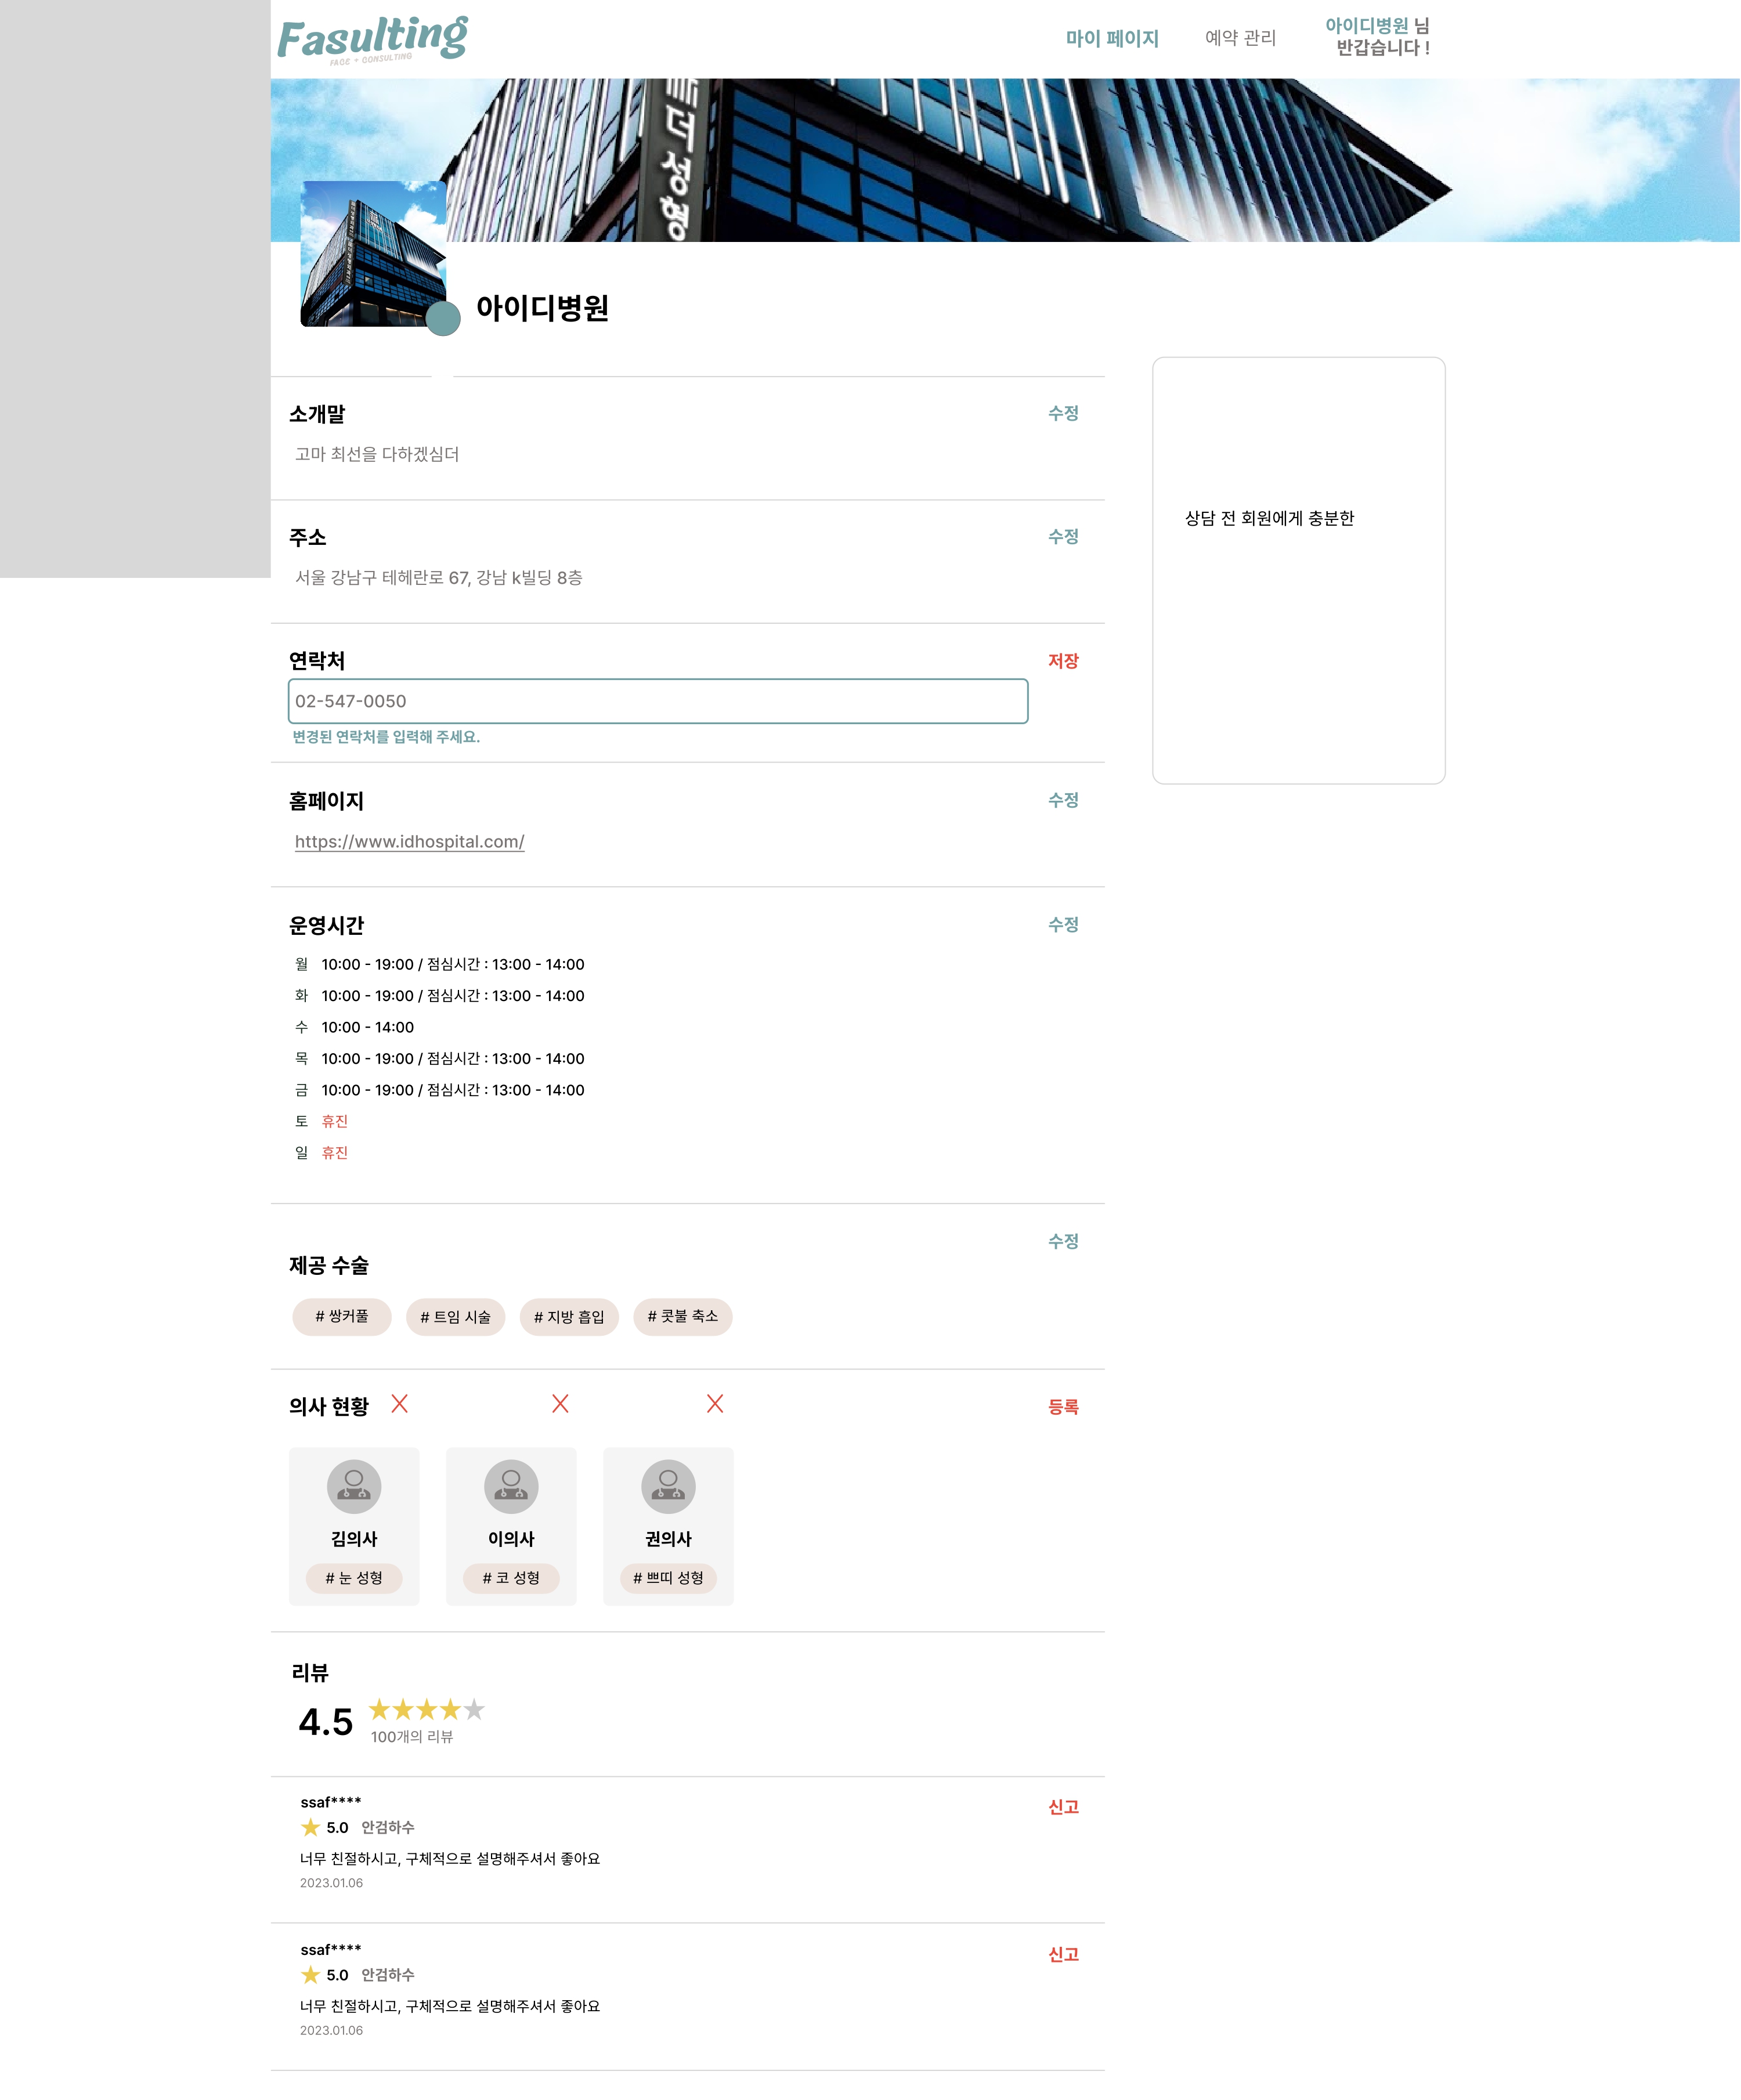 Fasulting
FACE + CONSULTING
마이 페이지
예약 관리
아이디병원 님
반갑습니다 !
더성형
아이디병원
소개말
수정
고마 최선을 다하겠심더
상담 전 회원에게 충분한
주소
수정
서울 강남구 테헤란로 67, 강남 k빌딩 8층
연락처
저장
02-547-0050
변경된 연락처를 입력해 주세요.
홈페이지
수정
https://www.idhospital.com/
운영시간
수정
월 10:00 - 19:00 / 점심시간 : 13:00 - 14:00
화 10:00 - 19:00 / 점심시간 : 13:00 - 14:00
수 10:00 - 14:00
목 10:00 - 19:00 / 점심시간 : 13:00 - 14:00
금 10:00 - 19:00 / 점심시간 : 13:00 - 14:00
토 휴진
일 휴진
수정
제공 수술
# 쌍커풀 # 트임 시술 # 지방 흡입 # 콧불 축소
의사 현황 X X X
등록
김의사 이의사 권의사
# 눈 성형 # 코 성형 # 쁘띠 성형
리뷰
4.5
100개의 리뷰
ssaf****
신고
5.0 안검하수
너무 친절하시고, 구체적으로 설명해주셔서 좋아요
2023.01.06
ssaf****
신고
5.0 안검하수
너무 친절하시고, 구체적으로 설명해주셔서 좋아요
2023.01.06